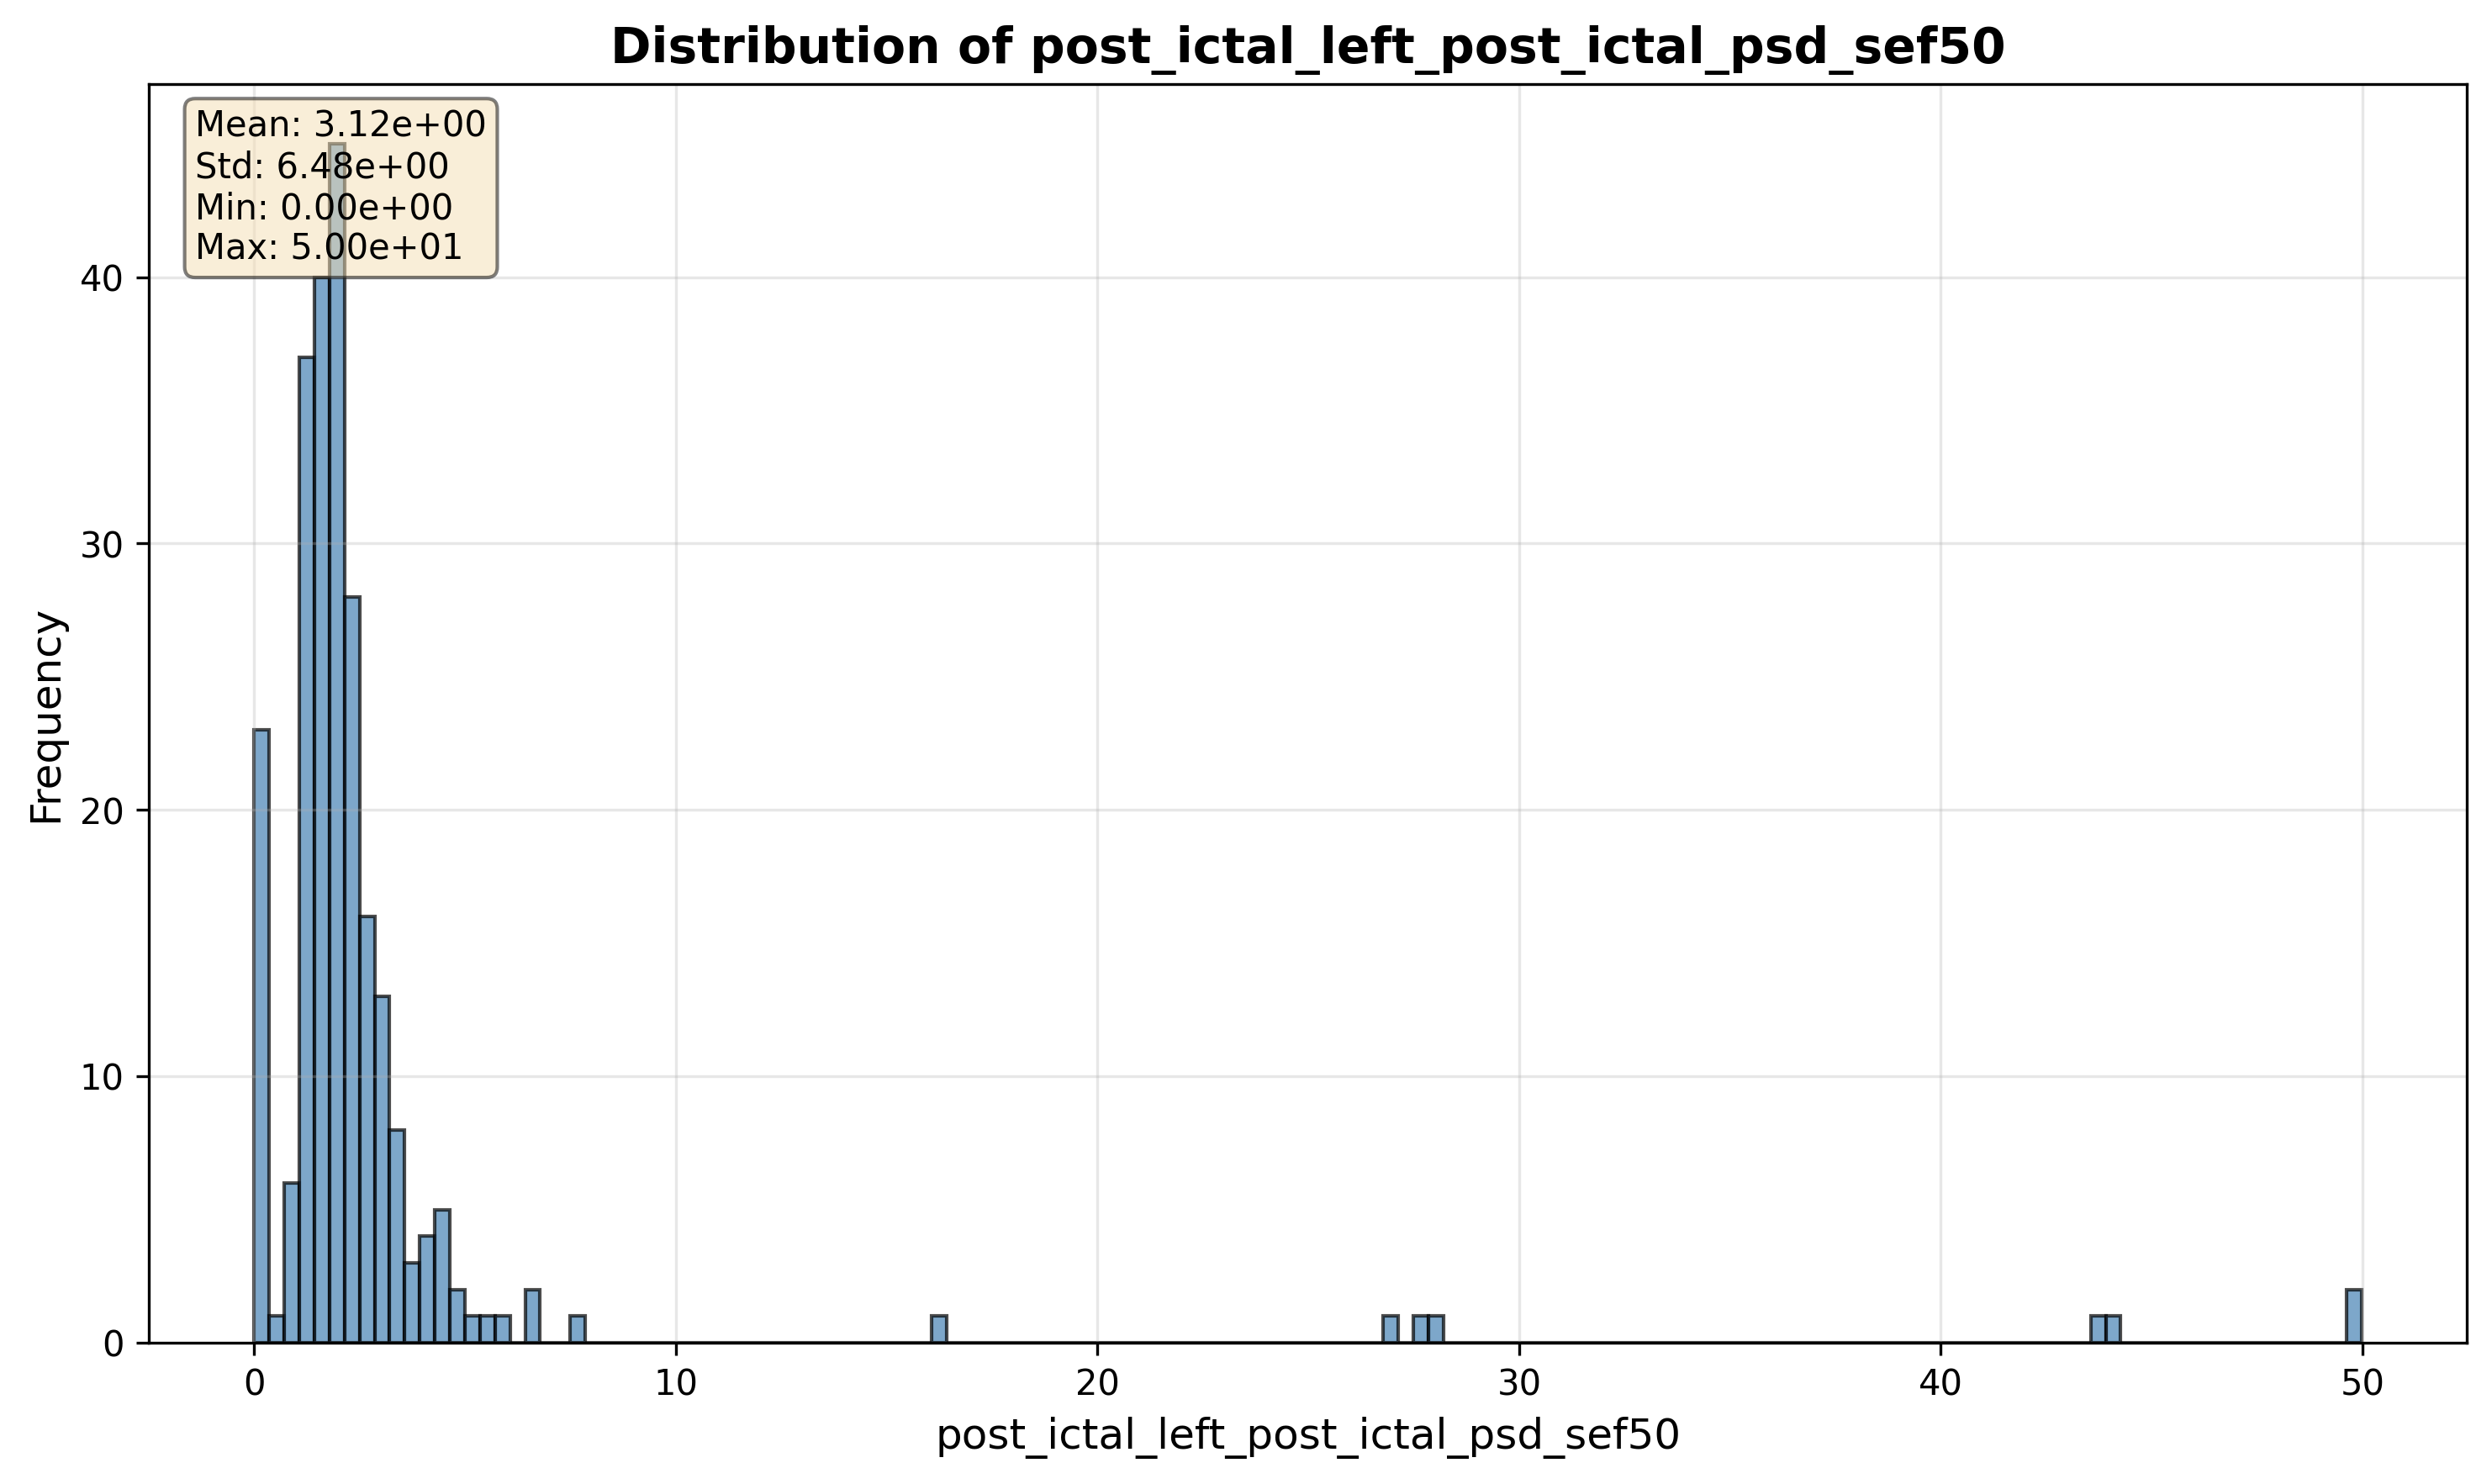 Distribution of post_ictal_left_post_ictal_psd_sef50
Mean: 3.12e+00
Std: 6.48e+00
Min: 0.00e+00
Max: 5.00e+01
Frequency
40
30
20
10
0
0 10 20 30 40 50
post_ictal_left_post_ictal_psd_sef50